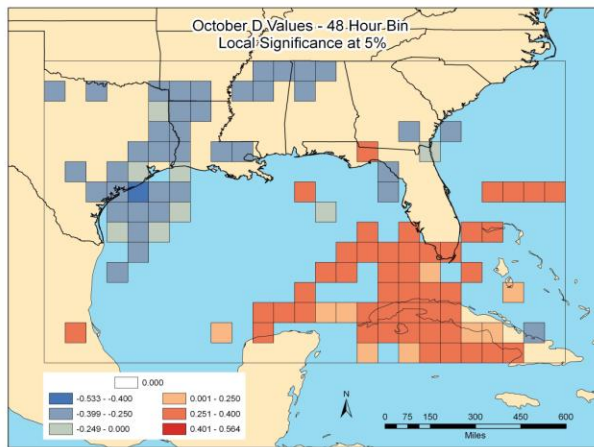 October D Values - 48 Hour Bin
Local Significance at 5%
0.000
-0.533 - -0.400
0.001 - 0.250
-0.399 - -0.250
0.251 - 0.400
-0.249 - 0.000
0.401 - 0.564
N
0 75 150 300 450 600
Miles